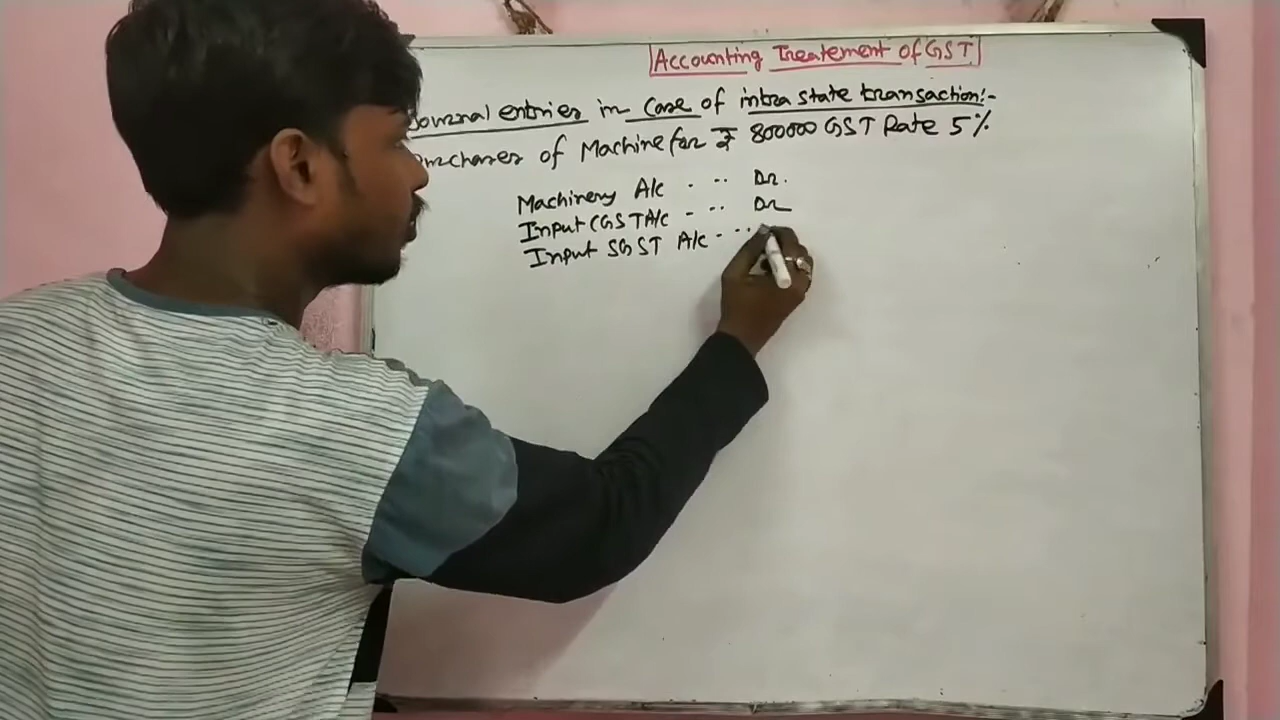 Accounting Treatement of GST
Journal entries in Case of intra state transaction:-
Purchases of Machine for ₹ 800000 GST Rate 5%
Machinery A/c - -- Dr.
Input CGST A/c - -- Dr
Input SGST A/c - --